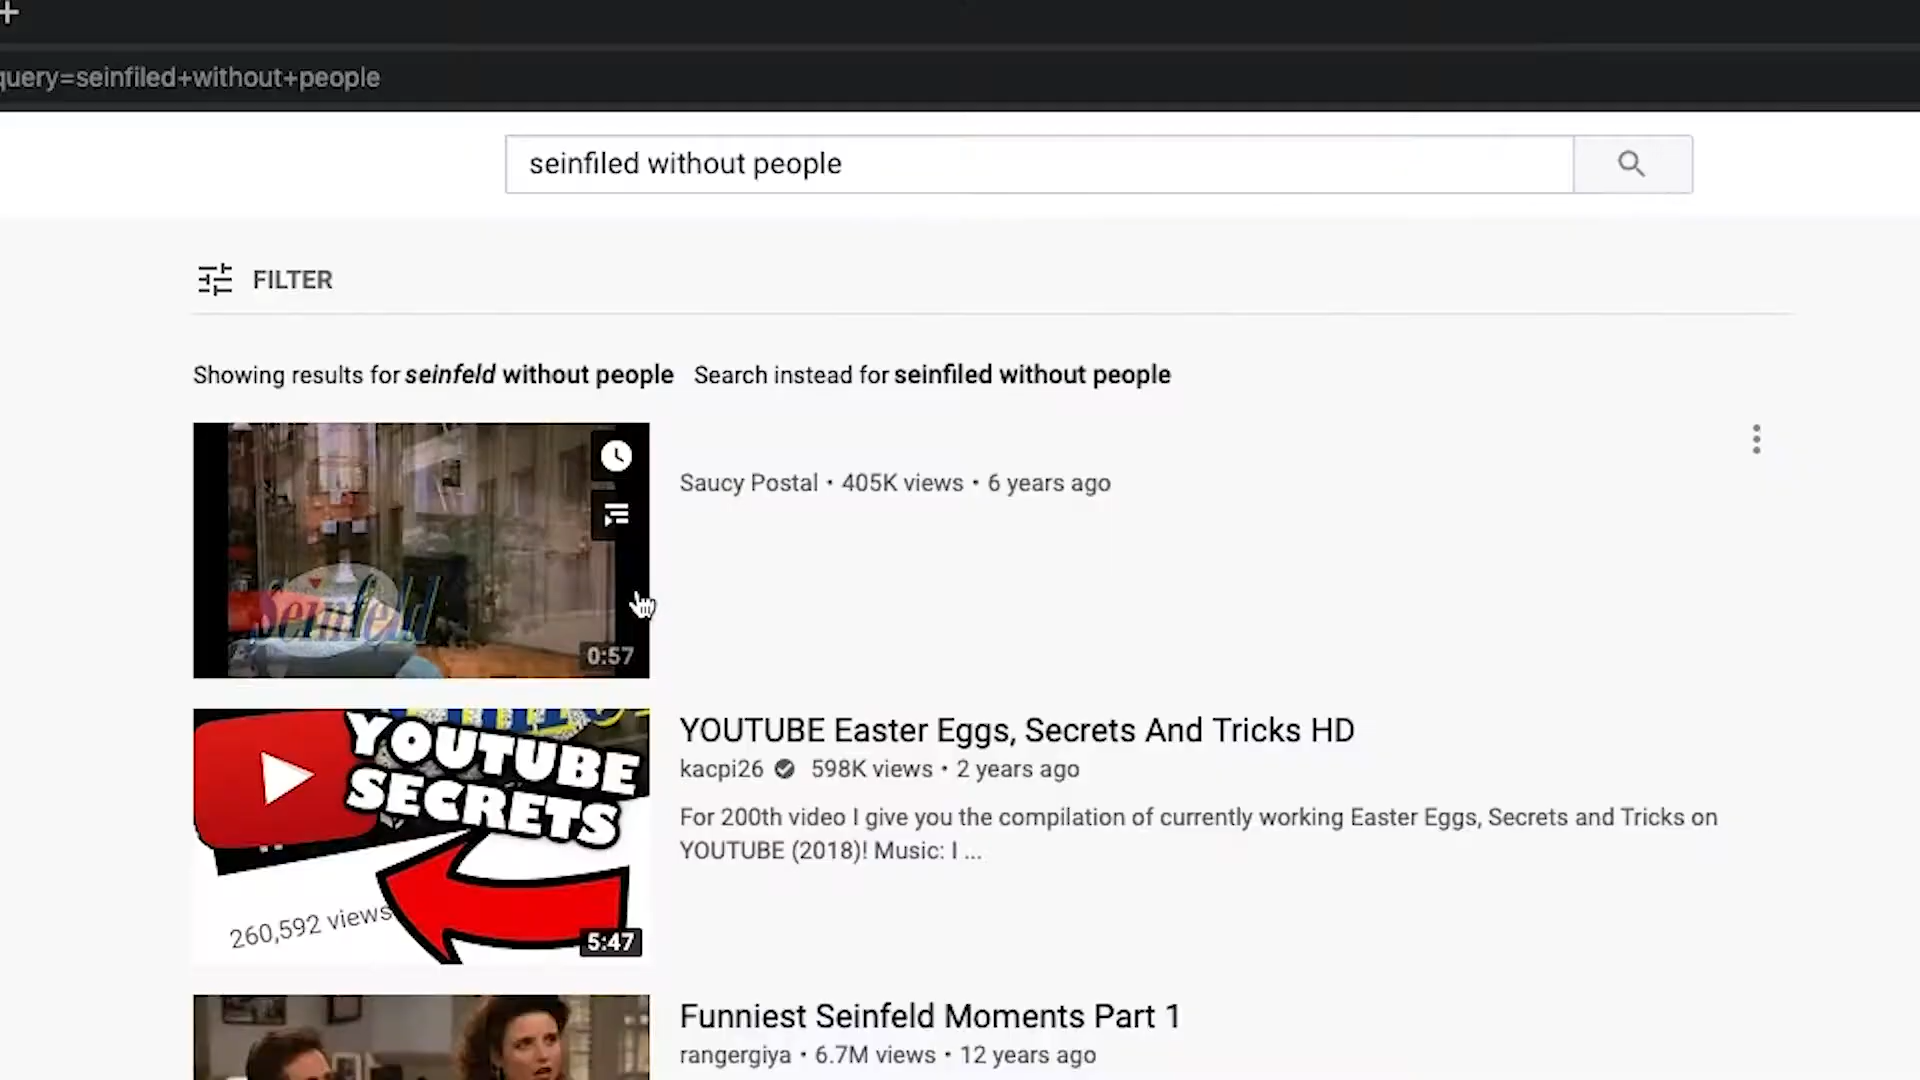 +
query=seinfiled+without+people
seinfiled without people
FILTER
Showing results for seinfeld without people Search instead for seinfiled without people
Seinfeld
0:57
Saucy Postal • 405K views • 6 years ago
YOUTUBE
SECRETS
260,592 views
5:47
YOUTUBE Easter Eggs, Secrets And Tricks HD
kacpi26 598K views • 2 years ago
For 200th video I give you the compilation of currently working Easter Eggs, Secrets and Tricks on
YOUTUBE (2018)! Music: I ...
Funniest Seinfeld Moments Part 1
rangergiya • 6.7M views • 12 years ago